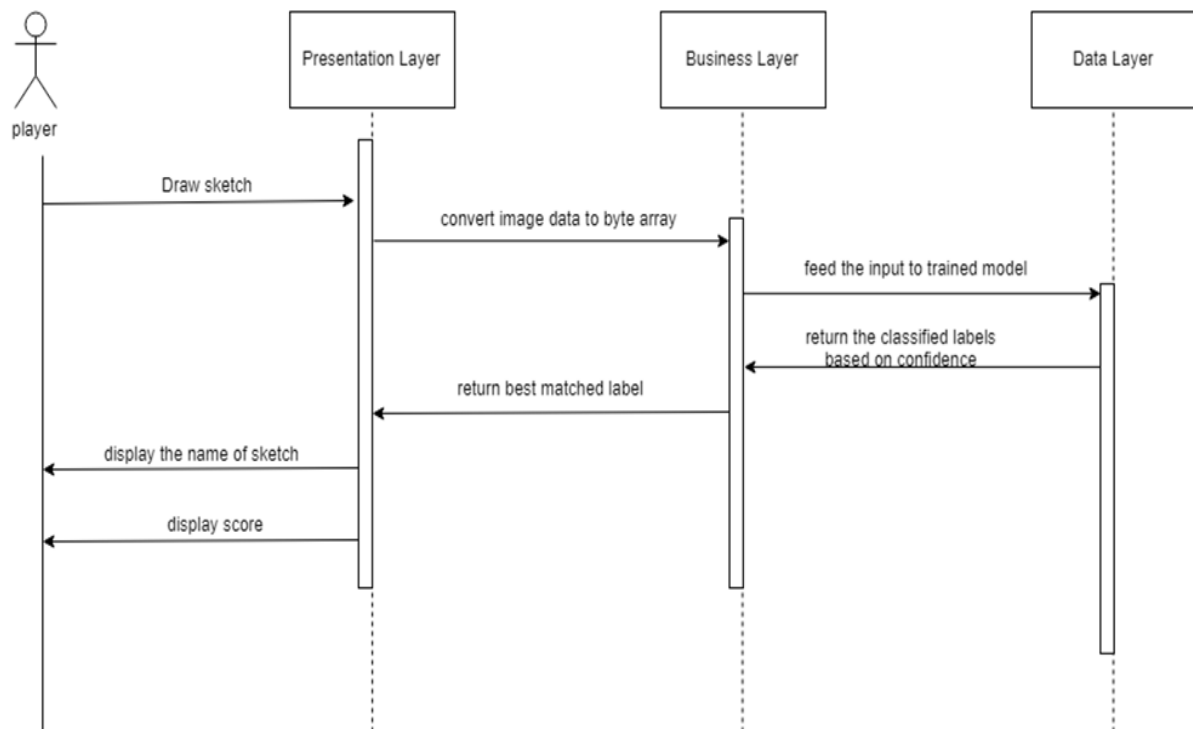 Presentation Layer
Business Layer
Data Layer
player
Draw sketch
convert image data to byte array
feed the input to trained model
return the classified labels
based on confidence
return best matched label
display the name of sketch
display score